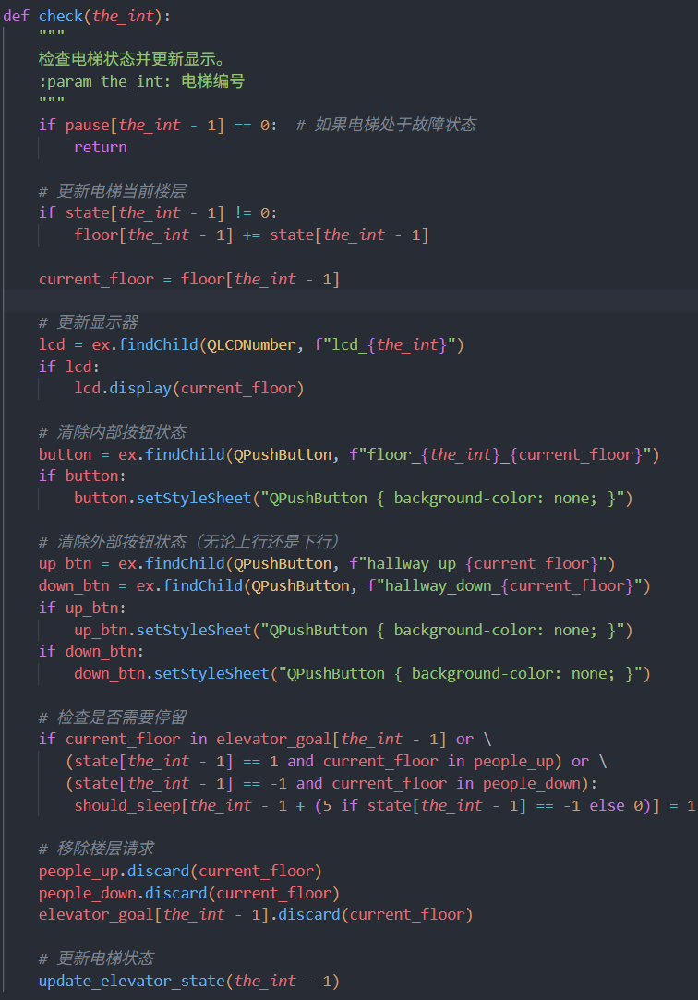 def check(the_int):
    """
    检查电梯状态并更新显示。
    :param the_int: 电梯编号
    """
    if pause[the_int - 1] == 0:  # 如果电梯处于故障状态
        return

    # 更新电梯当前楼层
    if state[the_int - 1] != 0:
        floor[the_int - 1] += state[the_int - 1]

    current_floor = floor[the_int - 1]

    # 更新显示器
    lcd = ex.findChild(QLCDNumber, f"lcd_{the_int}")
    if lcd:
        lcd.display(current_floor)

    # 清除内部按钮状态
    button = ex.findChild(QPushButton, f"floor_{the_int}_{current_floor}")
    if button:
        button.setStyleSheet("QPushButton { background-color: none; }")

    # 清除外部按钮状态（无论上行还是下行）
    up_btn = ex.findChild(QPushButton, f"hallway_up_{current_floor}")
    down_btn = ex.findChild(QPushButton, f"hallway_down_{current_floor}")
    if up_btn:
        up_btn.setStyleSheet("QPushButton { background-color: none; }")
    if down_btn:
        down_btn.setStyleSheet("QPushButton { background-color: none; }")

    # 检查是否需要停留
    if current_floor in elevator_goal[the_int - 1] or \
       (state[the_int - 1] == 1 and current_floor in people_up) or \
       (state[the_int - 1] == -1 and current_floor in people_down):
        should_sleep[the_int - 1 + (5 if state[the_int - 1] == -1 else 0)] = 1

    # 移除楼层请求
    people_up.discard(current_floor)
    people_down.discard(current_floor)
    elevator_goal[the_int - 1].discard(current_floor)

    # 更新电梯状态
    update_elevator_state(the_int - 1)